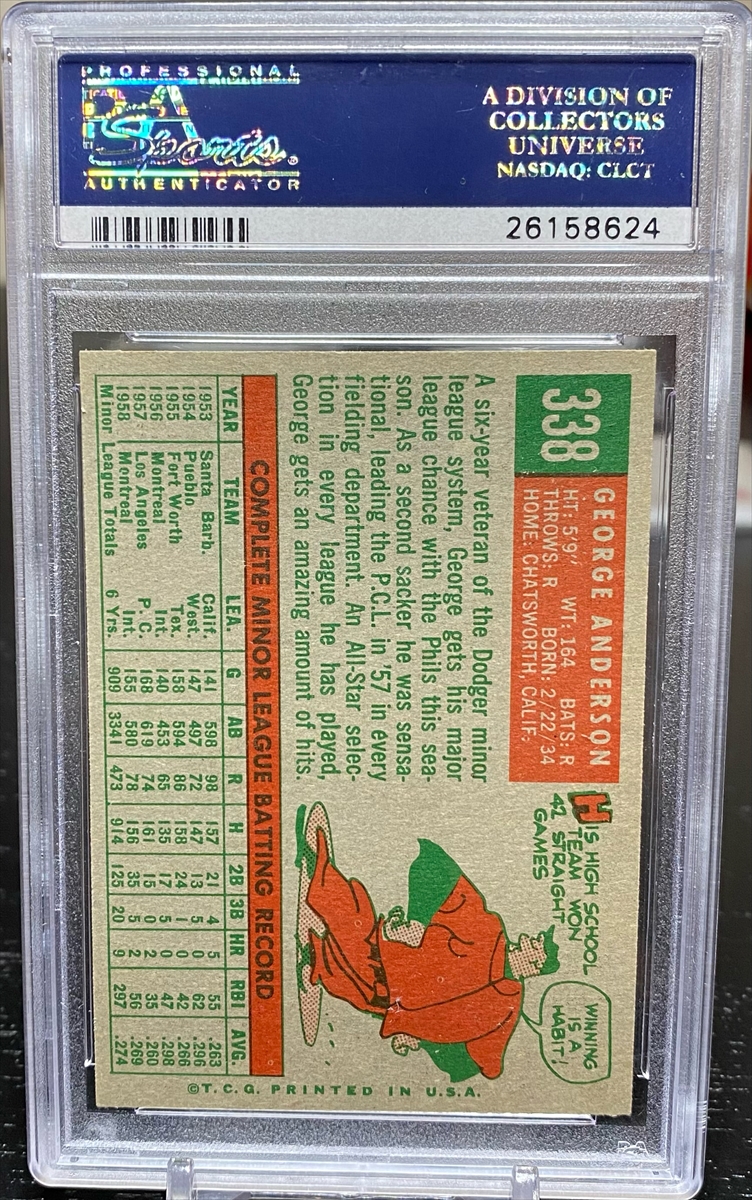 PROFESSIONAL
PSA
Sports
AUTHENTICATOR
A DIVISION OF
COLLECTORS
UNIVERSE
NASDAQ: CLCT
26158624
338
GEORGE ANDERSON
HT: 5'9" WT: 164 BATS: R
THROWS: R BORN: 2/22/34
HOME: CHATSWORTH, CALIF.
A six-year veteran of the Dodger minor
league system, George gets his major
league chance with the Phils this sea-
son. As a second sacker he was sensa-
tional, leading the P.C.L. in '57 in every
fielding department. An All-Star selec-
tion in every league he has played,
George gets an amazing amount of hits.
HIS HIGH SCHOOL
TEAM WON
42 STRAIGHT
GAMES
WINNING
IS A
HABIT!
COMPLETE MINOR LEAGUE BATTING RECORD
YEAR TEAM LEA. G AB R H 2B 3B HR RBI AVG.
1953 Santa Barb. Calif. 141 598 98 157 21 4 5 55 .263
1954 Pueblo West. 147 497 72 147 13 5 0 62 .296
1955 Fort Worth Tex. 158 594 86 158 24 1 0 42 .266
1956 Montreal Int. 140 453 65 135 17 5 0 47 .298
1957 Los Angeles P. C. 168 619 74 161 15 0 2 35 .260
1958 Montreal Int. 155 580 78 156 35 5 2 56 .269
Minor League Totals 6 Yrs. 909 3341 473 914 125 20 9 297 .274
©T.C.G. PRINTED IN U.S.A.